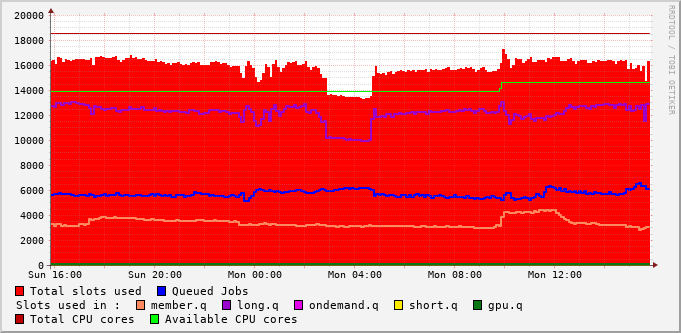 20000
18000
16000
14000
12000
10000
8000
6000
4000
2000
0
Sun 16:00 Sun 20:00 Mon 00:00 Mon 04:00 Mon 08:00 Mon 12:00
Total slots used Queued Jobs
Slots used in : member.q long.q ondemand.q short.q gpu.q
Total CPU cores Available CPU cores
RRDTOOL / TOBI OETIKER